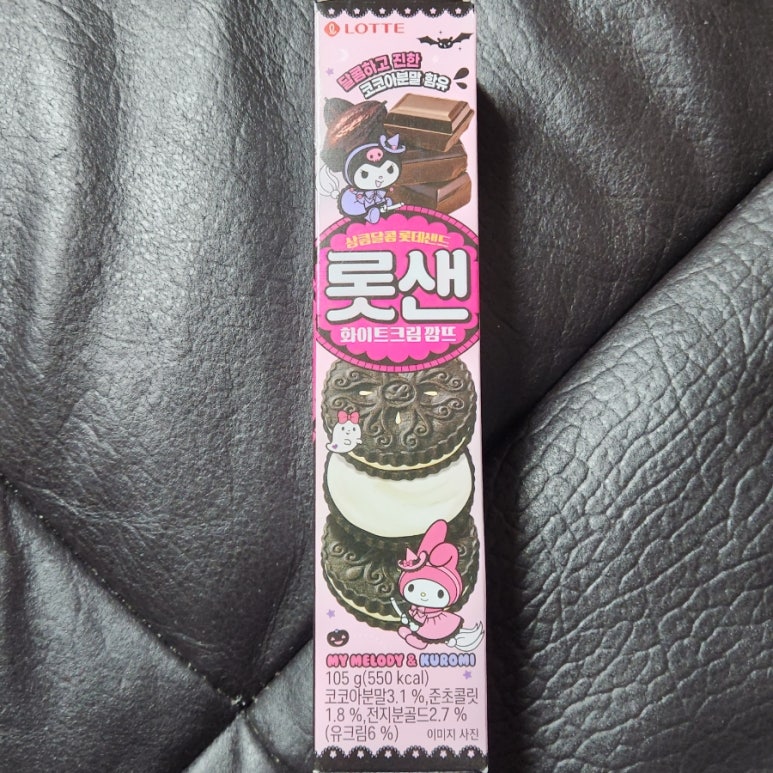 LOTTE
달콤하고 진한
코코아분말 함유
상큼달콤 롯데샌드
롯샌
화이트크림 깜뜨
MY MELODY & KUROMI
105 g(550 kcal)
코코아분말3.1 %,준초콜릿
1.8 %,전지분골드2.7 %
(유크림6 %)
이미지 사진